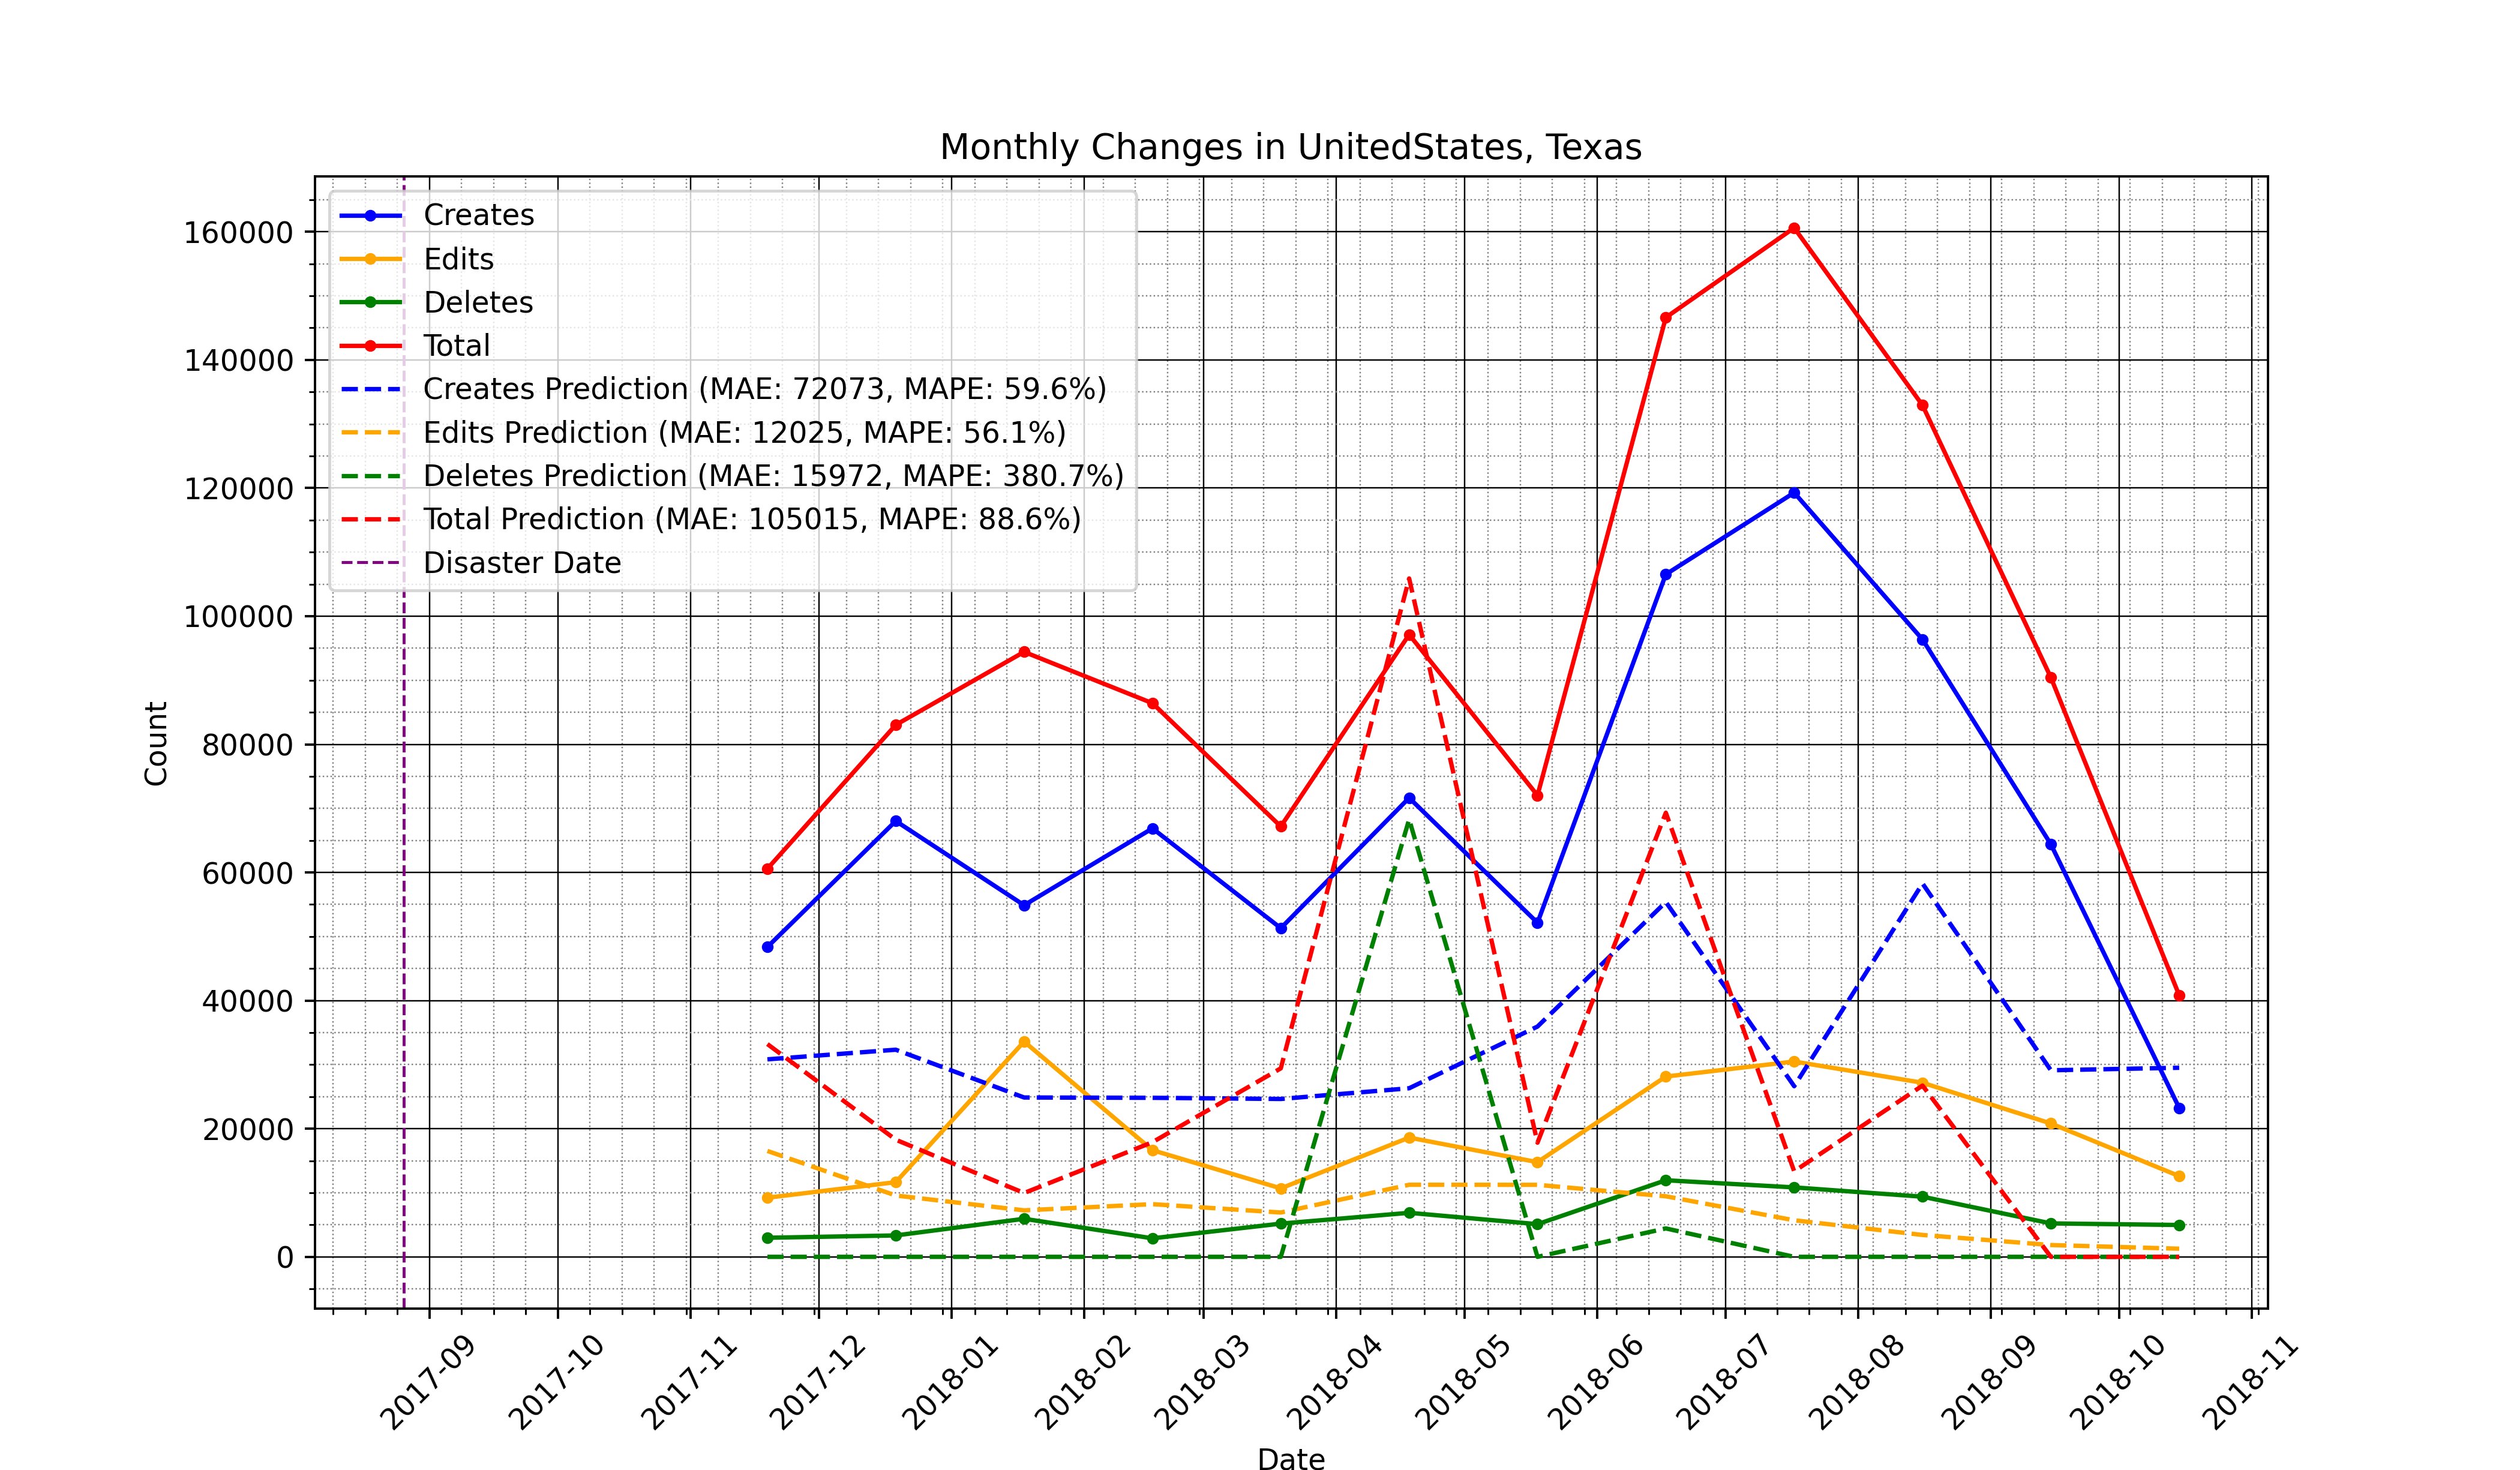 Monthly Changes in UnitedStates, Texas
Creates
Edits
Deletes
Total
Creates Prediction (MAE: 72073, MAPE: 59.6%)
Edits Prediction (MAE: 12025, MAPE: 56.1%)
Deletes Prediction (MAE: 15972, MAPE: 380.7%)
Total Prediction (MAE: 105015, MAPE: 88.6%)
Disaster Date
160000
140000
120000
100000
80000
60000
40000
20000
0
Count
2017-09
2017-10
2017-11
2017-12
2018-01
2018-02
2018-03
2018-04
2018-05
2018-06
2018-07
2018-08
2018-09
2018-10
2018-11
Date